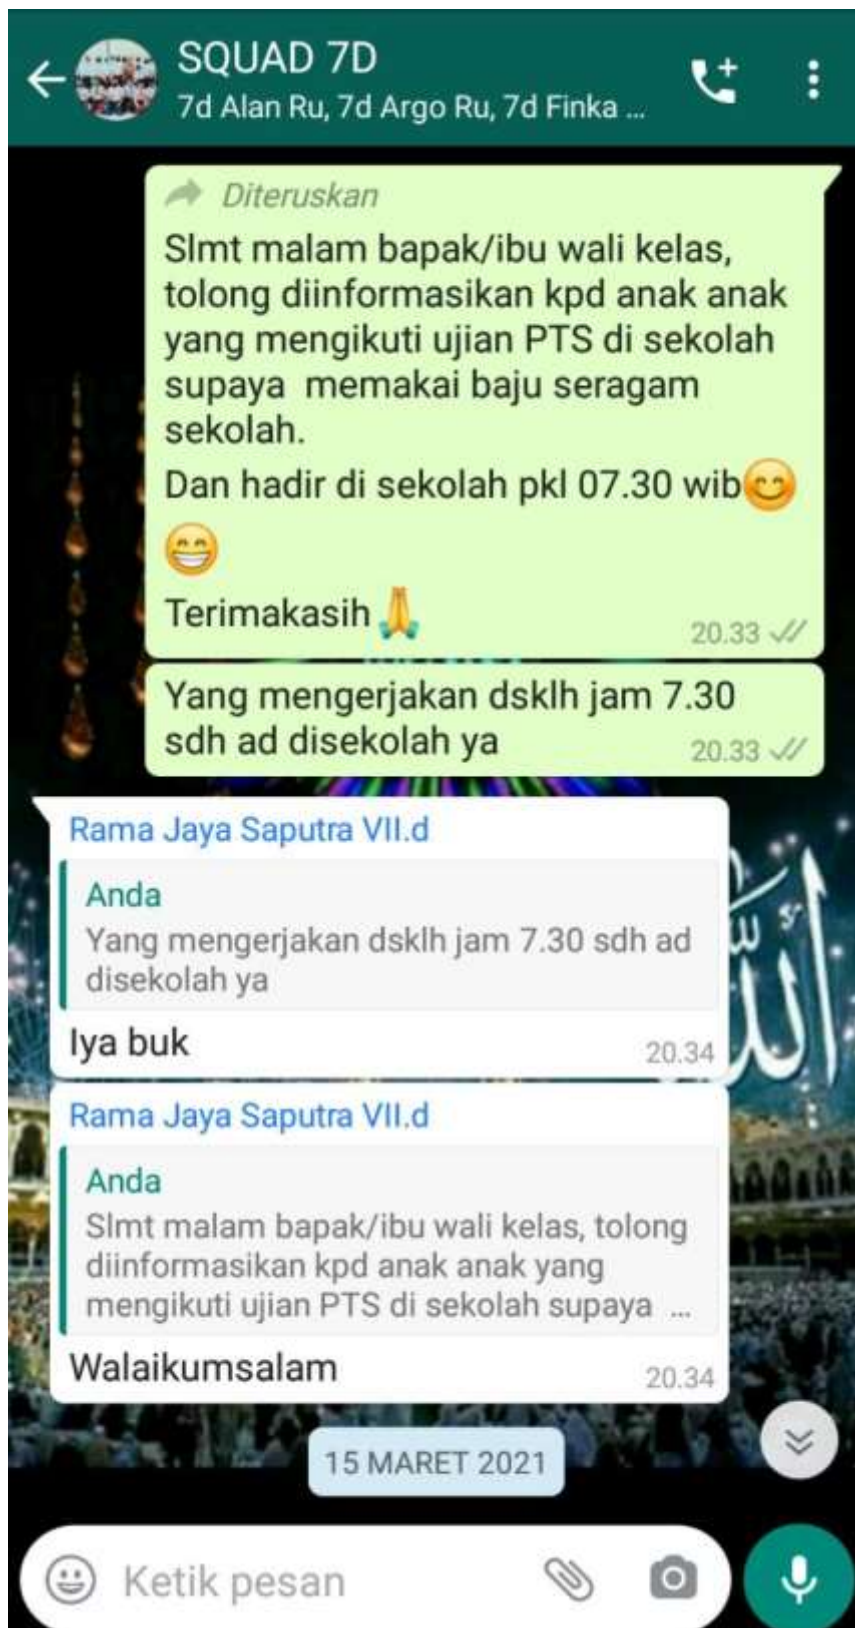 SQUAD 7D
7d Alan Ru, 7d Argo Ru, 7d Finka ...
Diteruskan
Slmt malam bapak/ibu wali kelas,
tolong diinformasikan kpd anak anak
yang mengikuti ujian PTS di sekolah
supaya  memakai baju seragam
sekolah.
Dan hadir di sekolah pkl 07.30 wib😊
😁
Terimakasih🙏
20.33
Yang mengerjakan dsklh jam 7.30
sdh ad disekolah ya
20.33
Rama Jaya Saputra VII.d
Anda
Yang mengerjakan dsklh jam 7.30 sdh ad
disekolah ya
Iya buk
20.34
Rama Jaya Saputra VII.d
Anda
Slmt malam bapak/ibu wali kelas, tolong
diinformasikan kpd anak anak yang
mengikuti ujian PTS di sekolah supaya  ...
Walaikumsalam
20.34
الله
15 MARET 2021
Ketik pesan